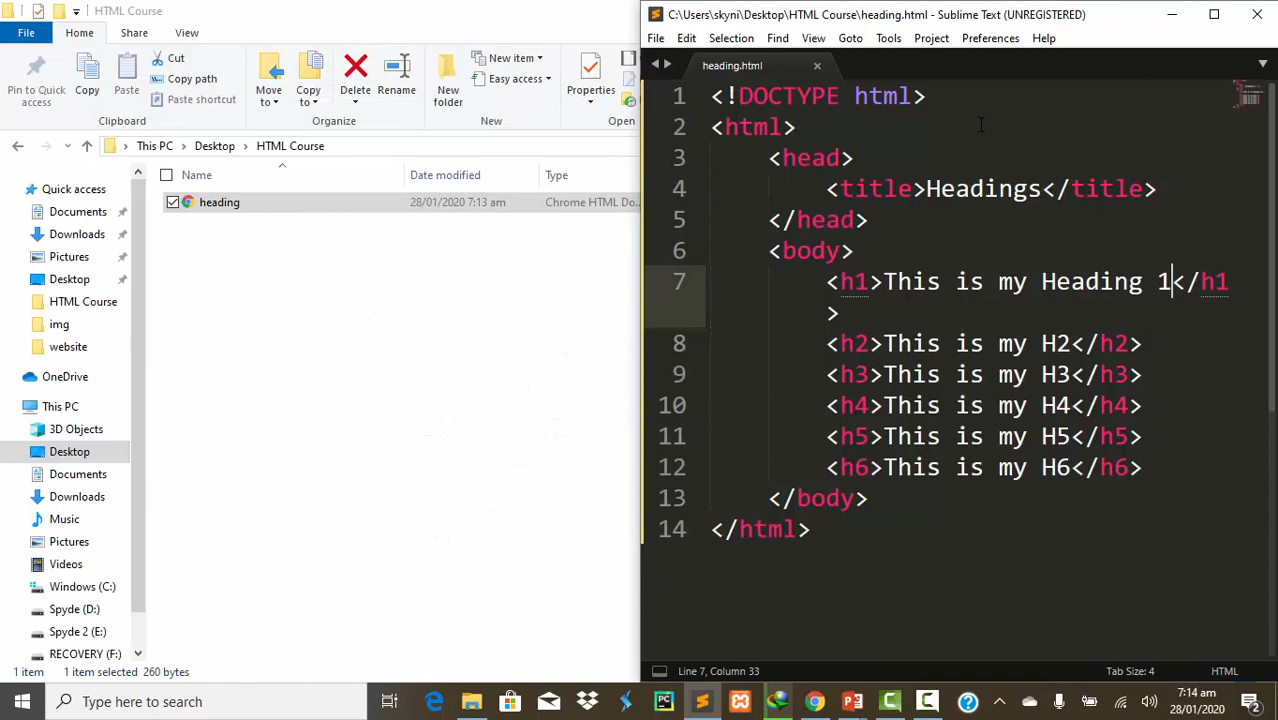 HTML Course
File Home Share View
Pin to Quick access
Copy
Paste
Cut
Copy path
Paste shortcut
Clipboard
Move to
Copy to
Delete
Rename
Organize
New folder
New item
Easy access
New
Properties
Open
This PC > Desktop > HTML Course
Name Date modified Type
heading 28/01/2020 7:13 am Chrome HTML Do...
Quick access
Documents
Downloads
Pictures
Desktop
HTML Course
img
website
OneDrive
This PC
3D Objects
Desktop
Documents
Downloads
Music
Pictures
Videos
Windows (C:)
Spyde (D:)
Spyde 2 (E:)
RECOVERY (F:)
1 item 1 item selected 260 bytes
C:\Users\skyni\Desktop\HTML Course\heading.html - Sublime Text (UNREGISTERED)
File Edit Selection Find View Goto Tools Project Preferences Help
heading.html
1 <!DOCTYPE html>
2 <html>
3 <head>
4 <title>Headings</title>
5 </head>
6 <body>
7 <h1>This is my Heading 1</h1
>
8 <h2>This is my H2</h2>
9 <h3>This is my H3</h3>
10 <h4>This is my H4</h4>
11 <h5>This is my H5</h5>
12 <h6>This is my H6</h6>
13 </body>
14 </html>
Line 7, Column 33 Tab Size: 4 HTML
Type here to search
7:14 am
28/01/2020